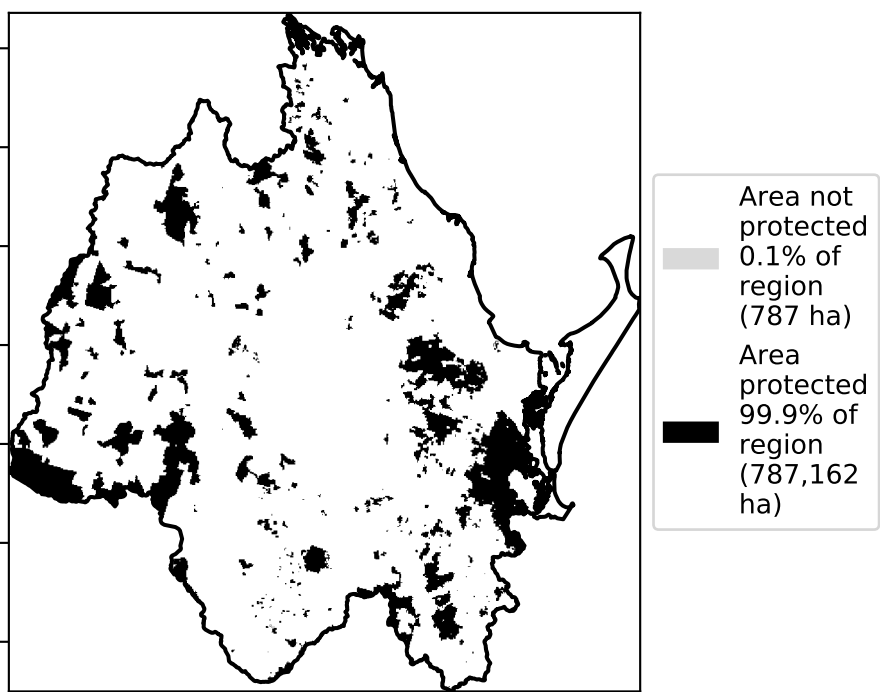 Area not
protected
0.1% of
region
(787 ha)
Area
protected
99.9% of
region
(787,162
ha)